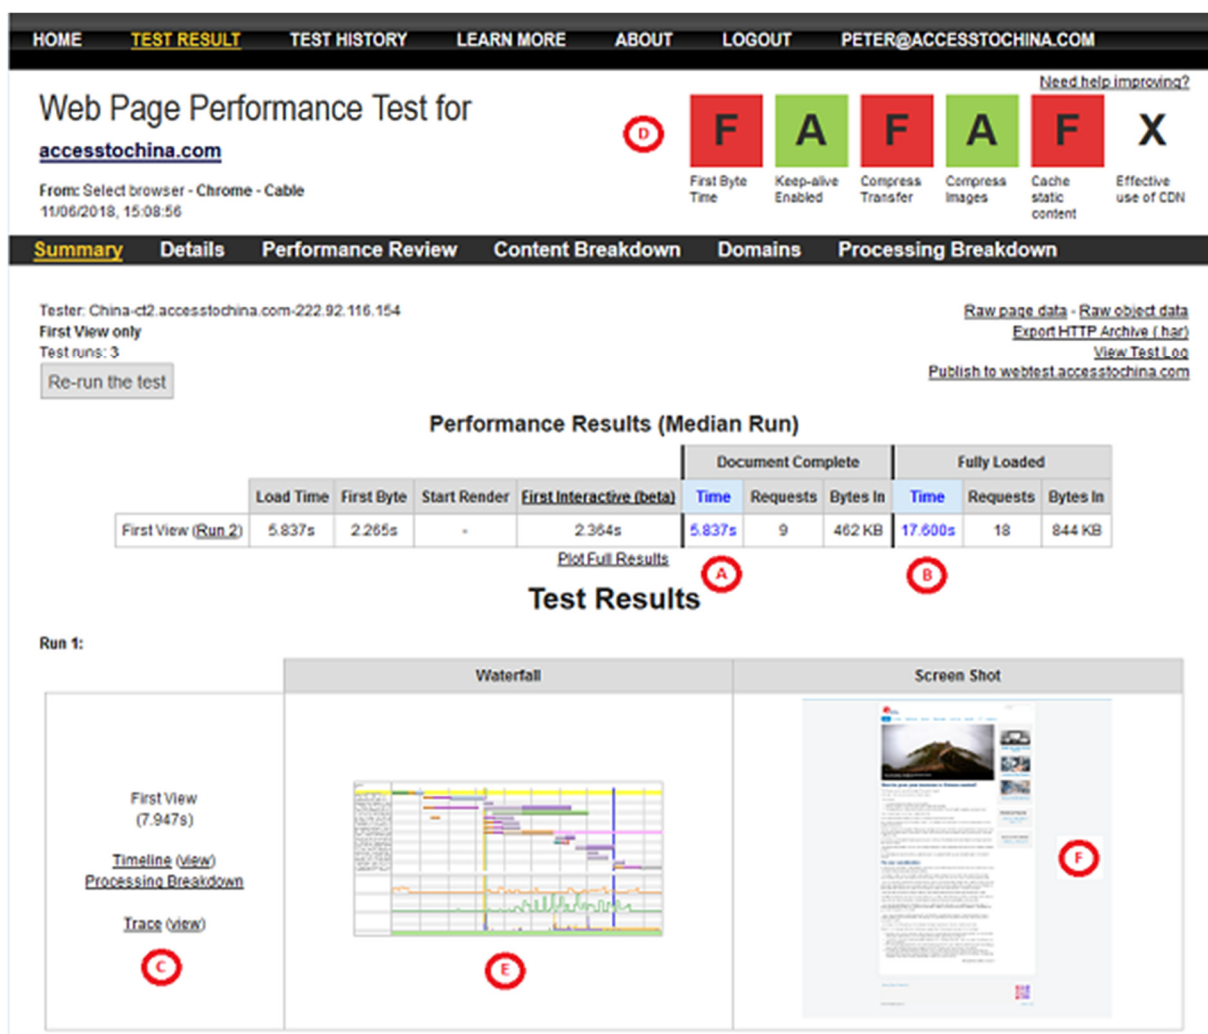 HOME TEST RESULT TEST HISTORY LEARN MORE ABOUT LOGOUT PETER@ACCESSTOCHINA.COM
Need help improving?
Web Page Performance Test for
accesstochina.com
From: Select browser - Chrome - Cable
11/06/2018, 15:08:56
D
F A F A F X
First Byte Time
Keep-alive Enabled
Compress Transfer
Compress Images
Cache static content
Effective use of CDN
Summary Details Performance Review Content Breakdown Domains Processing Breakdown
Tester: China-ct2.accesstochina.com-222.92.116.154
First View only
Test runs: 3
Re-run the test
Raw page data - Raw object data
Export HTTP Archive (.har)
View Test Log
Publish to webtest.accesstochina.com
Performance Results (Median Run)
Document Complete Fully Loaded
Load Time First Byte Start Render First Interactive (beta) Time Requests Bytes In Time Requests Bytes In
First View (Run 2) 5.837s 2.265s - 2.364s 5.837s 9 462 KB 17.600s 18 844 KB
Plot Full Results
A B
Test Results
Run 1:
Waterfall Screen Shot
First View
(7.947s)
Timeline (view)
Processing Breakdown
Trace (view)
C
E
F